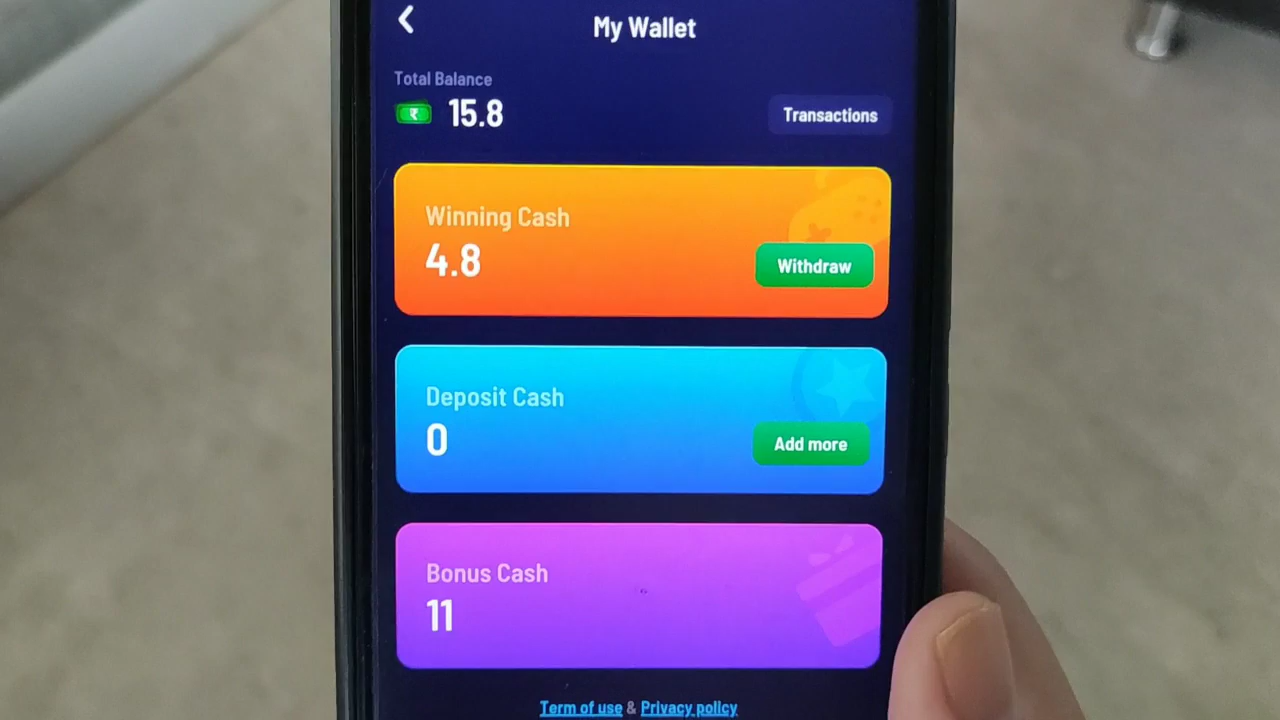 My Wallet
Total Balance
₹ 15.8
Transactions
Winning Cash
4.8
Withdraw
Deposit Cash
0
Add more
Bonus Cash
11
Term of use & Privacy policy